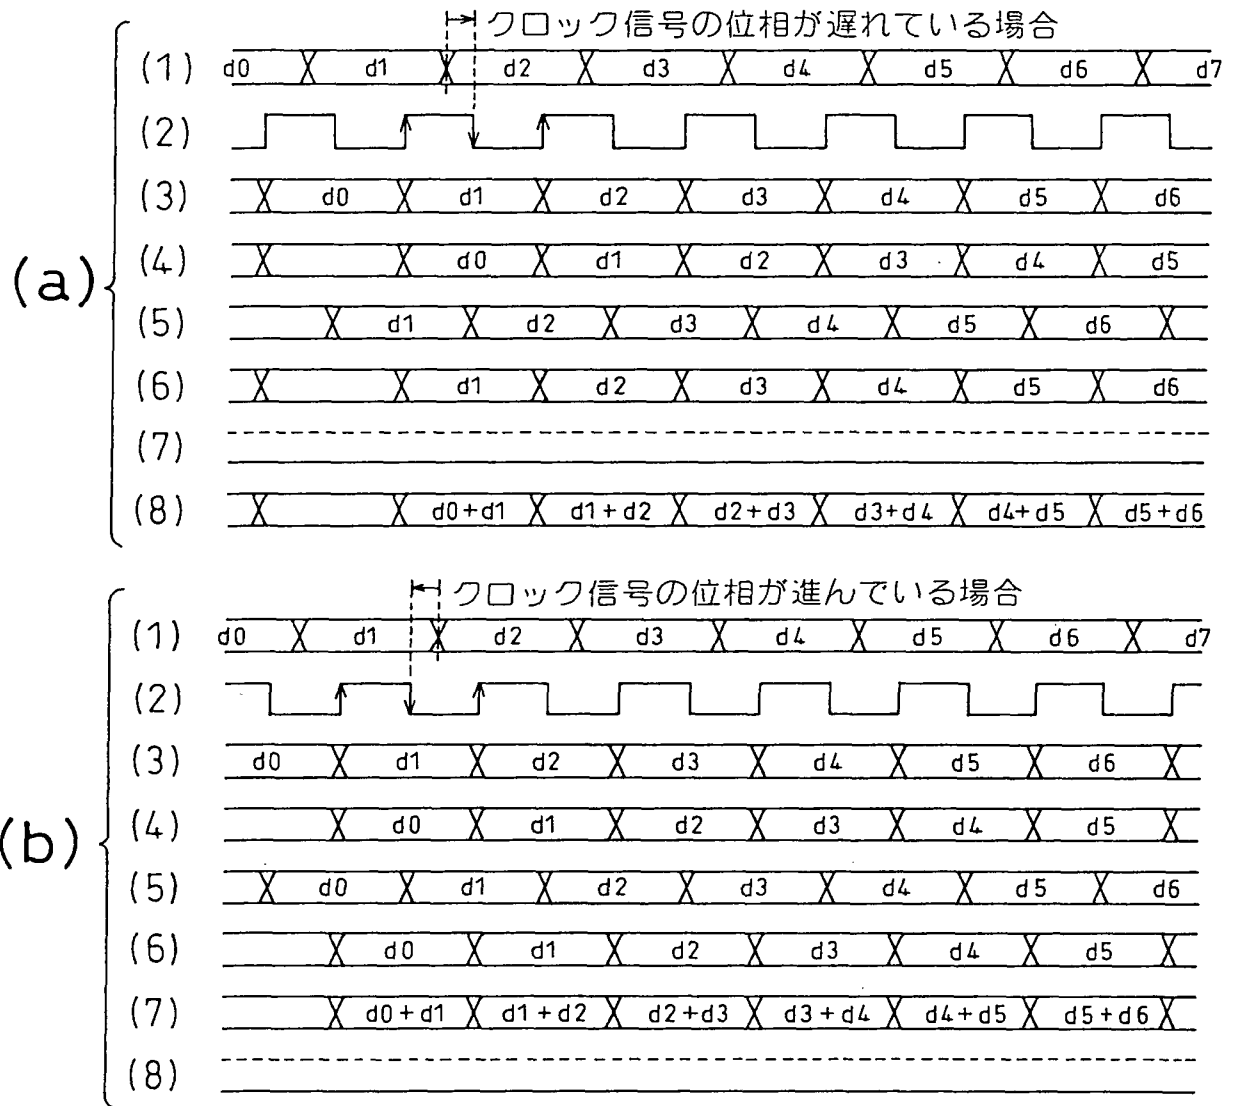 クロック信号の位相が遅れている場合
(a)
(1) d0 d1 d2 d3 d4 d5 d6 d7
(2)
(3) d0 d1 d2 d3 d4 d5 d6
(4) d0 d1 d2 d3 d4 d5
(5) d1 d2 d3 d4 d5 d6
(6) d1 d2 d3 d4 d5 d6
(7)
(8) d0+d1 d1+d2 d2+d3 d3+d4 d4+d5 d5+d6
クロック信号の位相が進んでいる場合
(b)
(1) d0 d1 d2 d3 d4 d5 d6 d7
(2)
(3) d0 d1 d2 d3 d4 d5 d6
(4) d0 d1 d2 d3 d4 d5
(5) d0 d1 d2 d3 d4 d5 d6
(6) d0 d1 d2 d3 d4 d5
(7) d0+d1 d1+d2 d2+d3 d3+d4 d4+d5 d5+d6
(8)